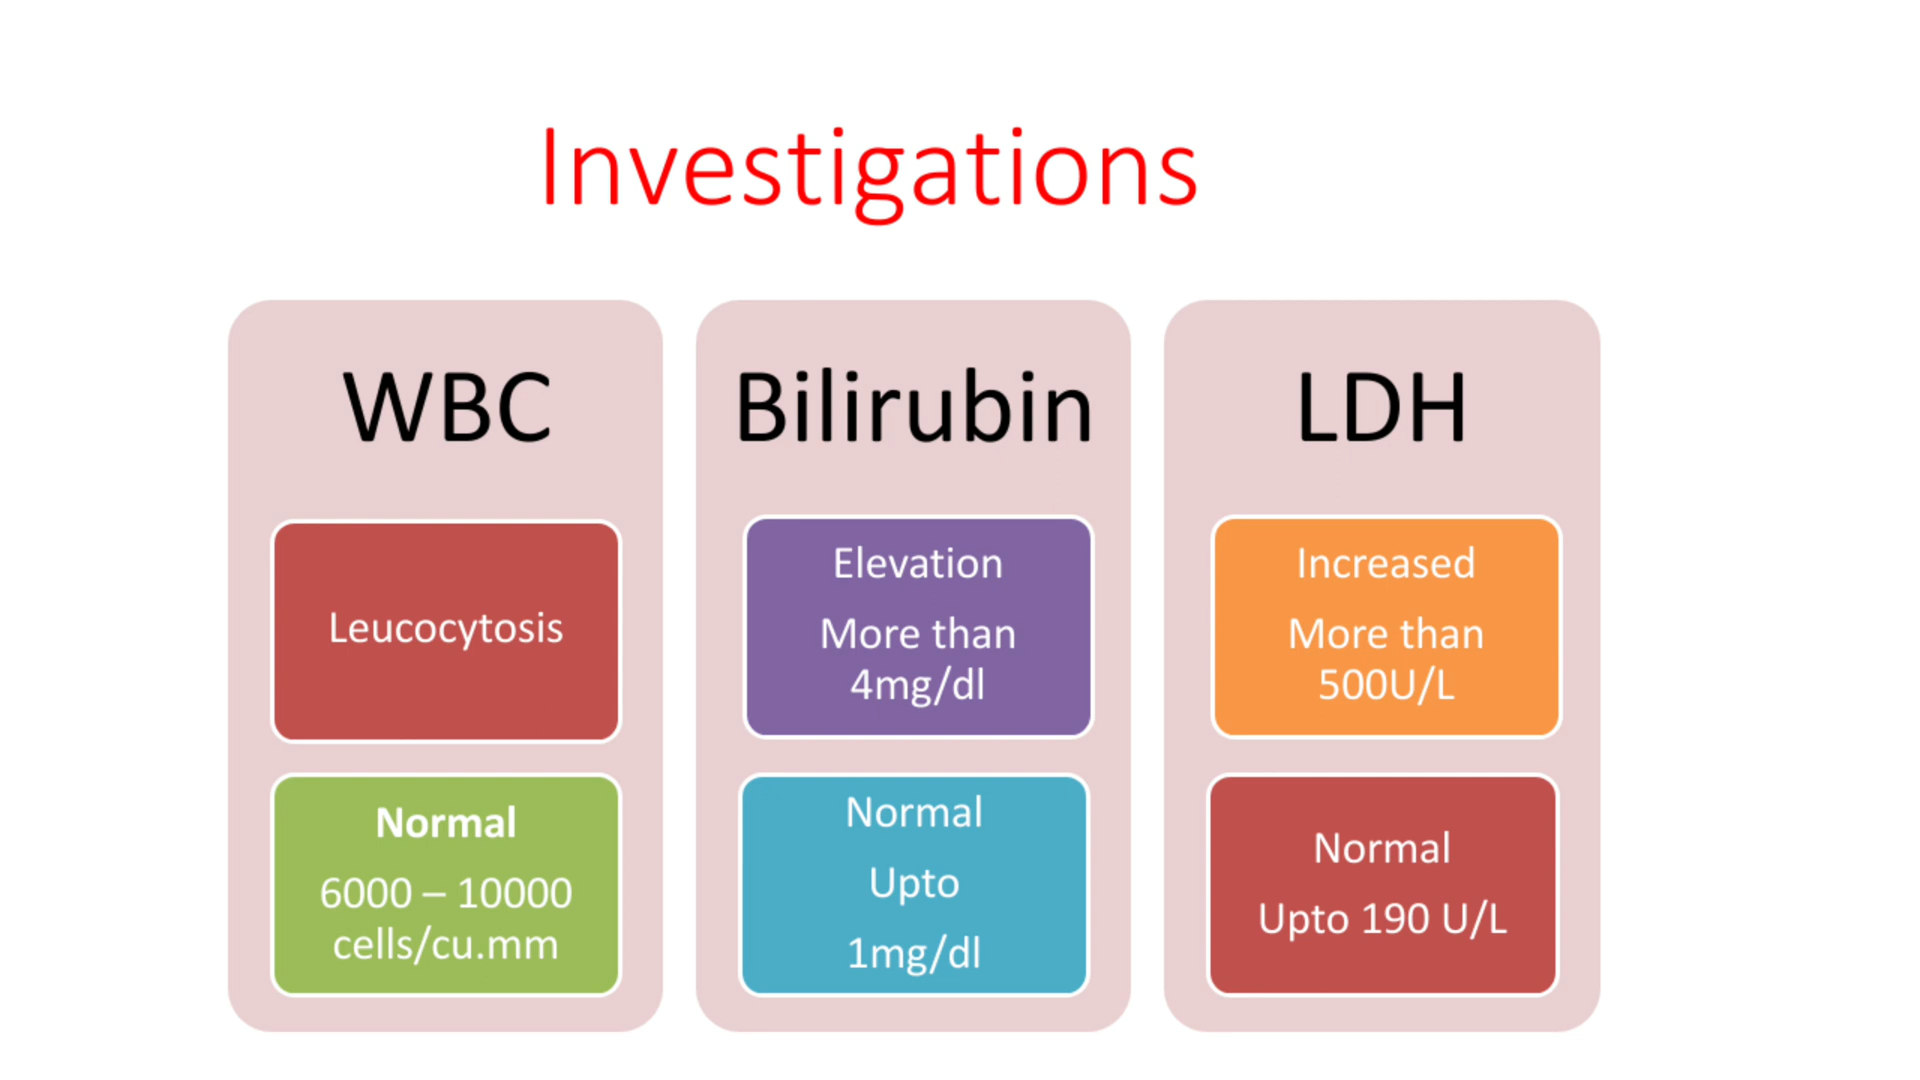 Investigations
WBC
Leucocytosis
Normal
6000 – 10000
cells/cu.mm
Bilirubin
Elevation
More than
4mg/dl
Normal
Upto
1mg/dl
LDH
Increased
More than
500U/L
Normal
Upto 190 U/L